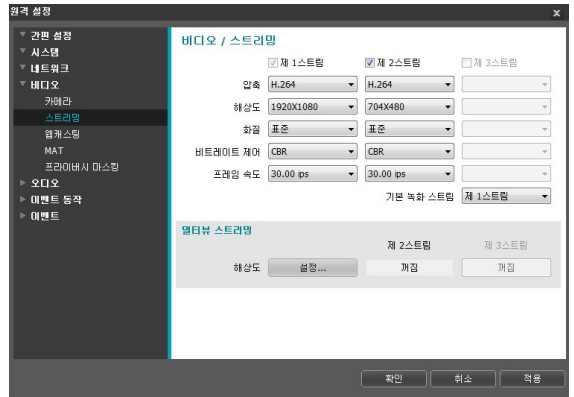 원격 설정
x
간편 설정
시스템
네트워크
비디오
카메라
스트리밍
웹캐스팅
MAT
프라이버시 마스킹
오디오
이벤트 동작
이벤트
비디오 / 스트리밍
제 1스트림 제 2스트림 제 3스트림
압축 H.264 H.264
해상도 1920X1080 704X480
화질 표준 표준
비트레이트 제어 CBR CBR
프레임 속도 30.00 ips 30.00 ips
기본 녹화 스트림 제 1스트림
멀티뷰 스트리밍
제 2스트림 제 3스트림
해상도 설정... 꺼짐 꺼짐
확인 취소 적용